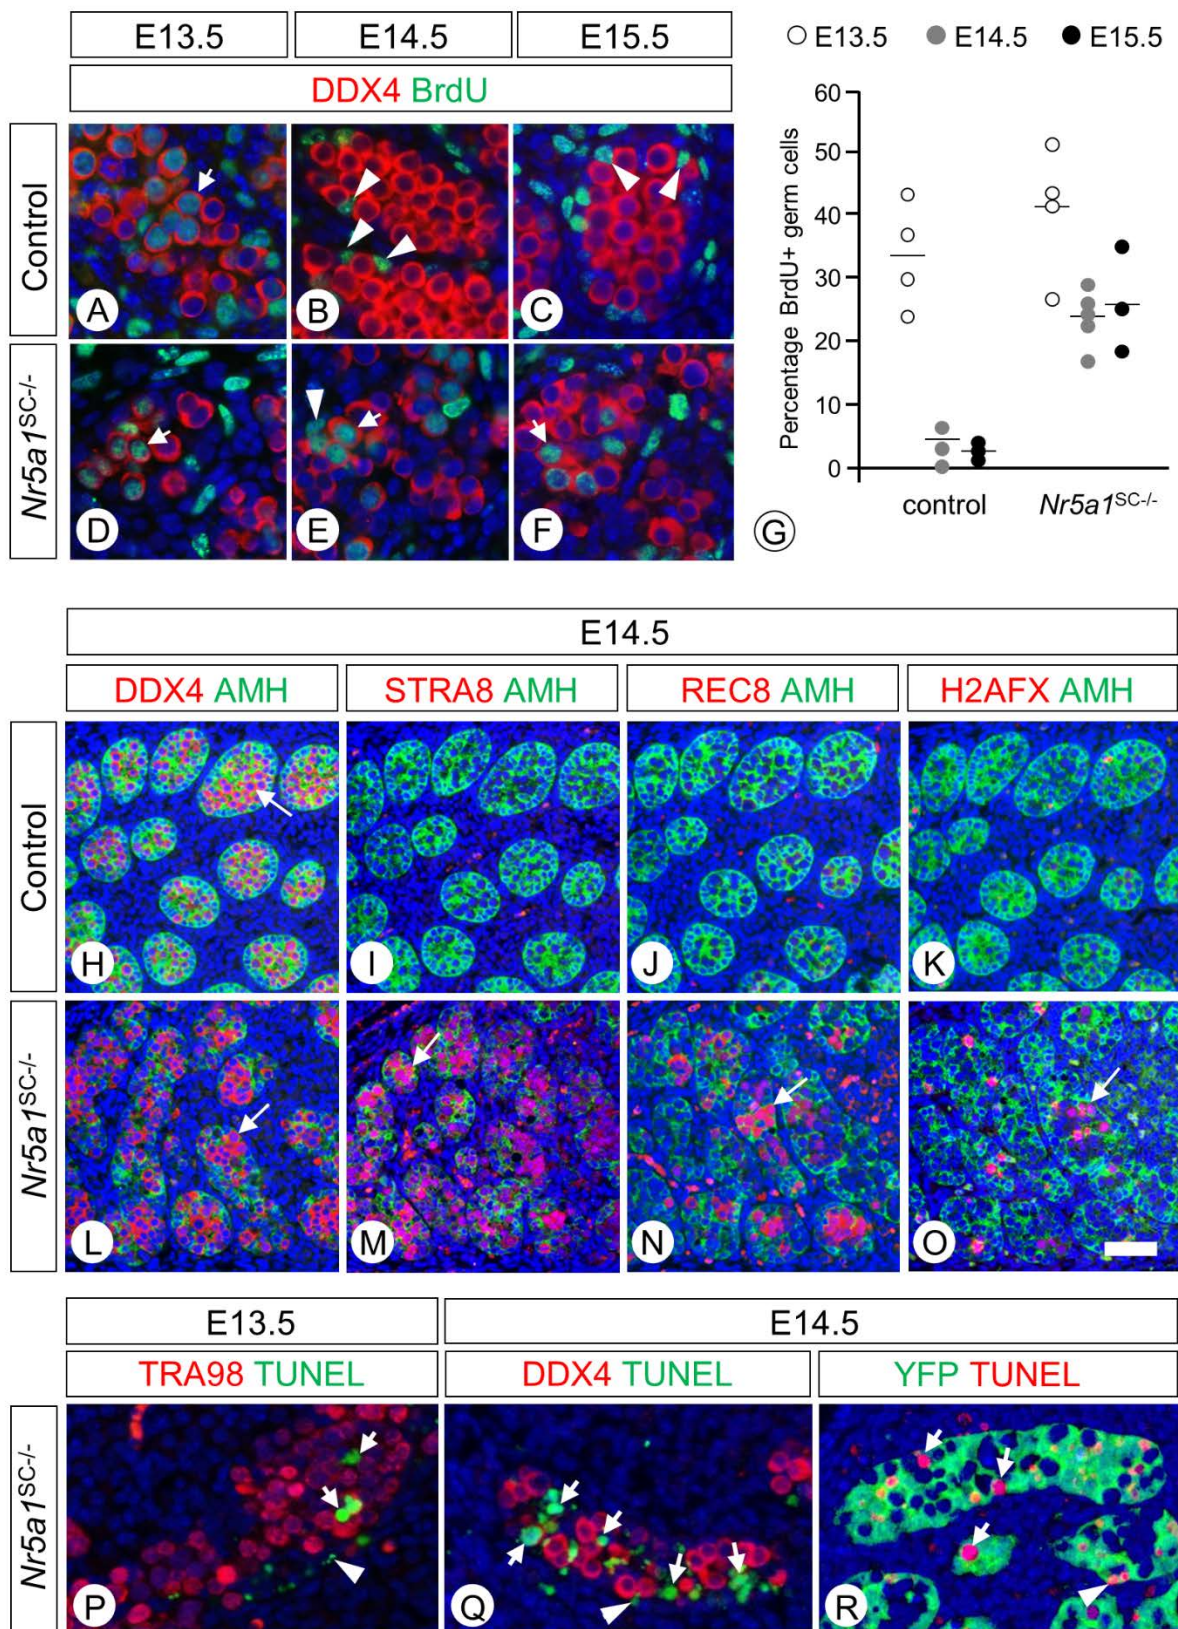 E13.5 E14.5 E15.5
DDX4 BrdU
Control
A B C
Nr5a1SC-/-
D E F
E13.5 E14.5 E15.5
Percentage BrdU+ germ cells
60
50
40
30
20
10
0
control Nr5a1SC-/-
G
E14.5
DDX4 AMH STRA8 AMH REC8 AMH H2AFX AMH
Control
H I J K
Nr5a1SC-/-
L M N O
E13.5 E14.5
TRA98 TUNEL DDX4 TUNEL YFP TUNEL
Nr5a1SC-/-
P Q R